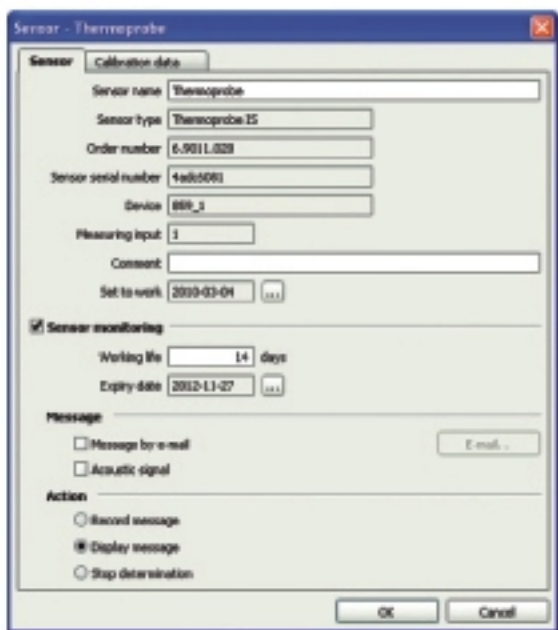 Sensor - Thermoprobe
Sensor Calibration data
Sensor name Thermoprobe
Sensor type Thermoprobe IS
Order number 6.9011.020
Sensor serial number
Device 859_1
Measuring input 1
Comment
Set to work 2010-03-04 ...
Sensor monitoring
Working life 14 days
Expiry date 2012-11-27 ...
Message
Message by e-mail E-mail...
Acoustic signal
Action
Record message
Display message
Stop determination
OK Cancel